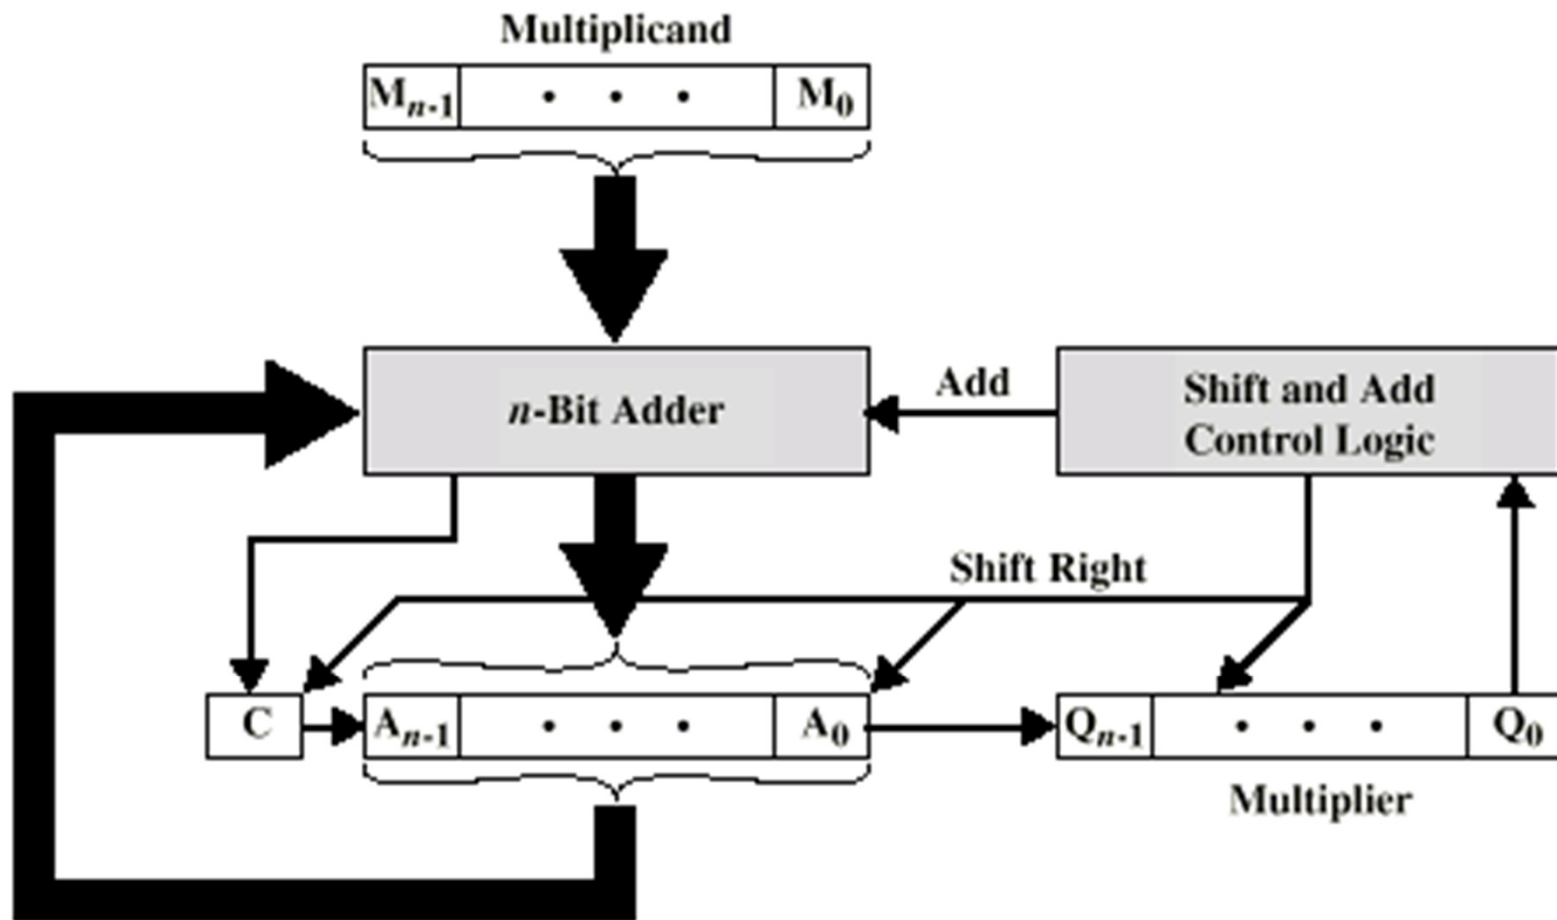 Multiplicand
Mn-1 · · · M0
n-Bit Adder
Add
Shift and Add
Control Logic
Shift Right
C
An-1 · · · A0
Qn-1 · · · Q0
Multiplier